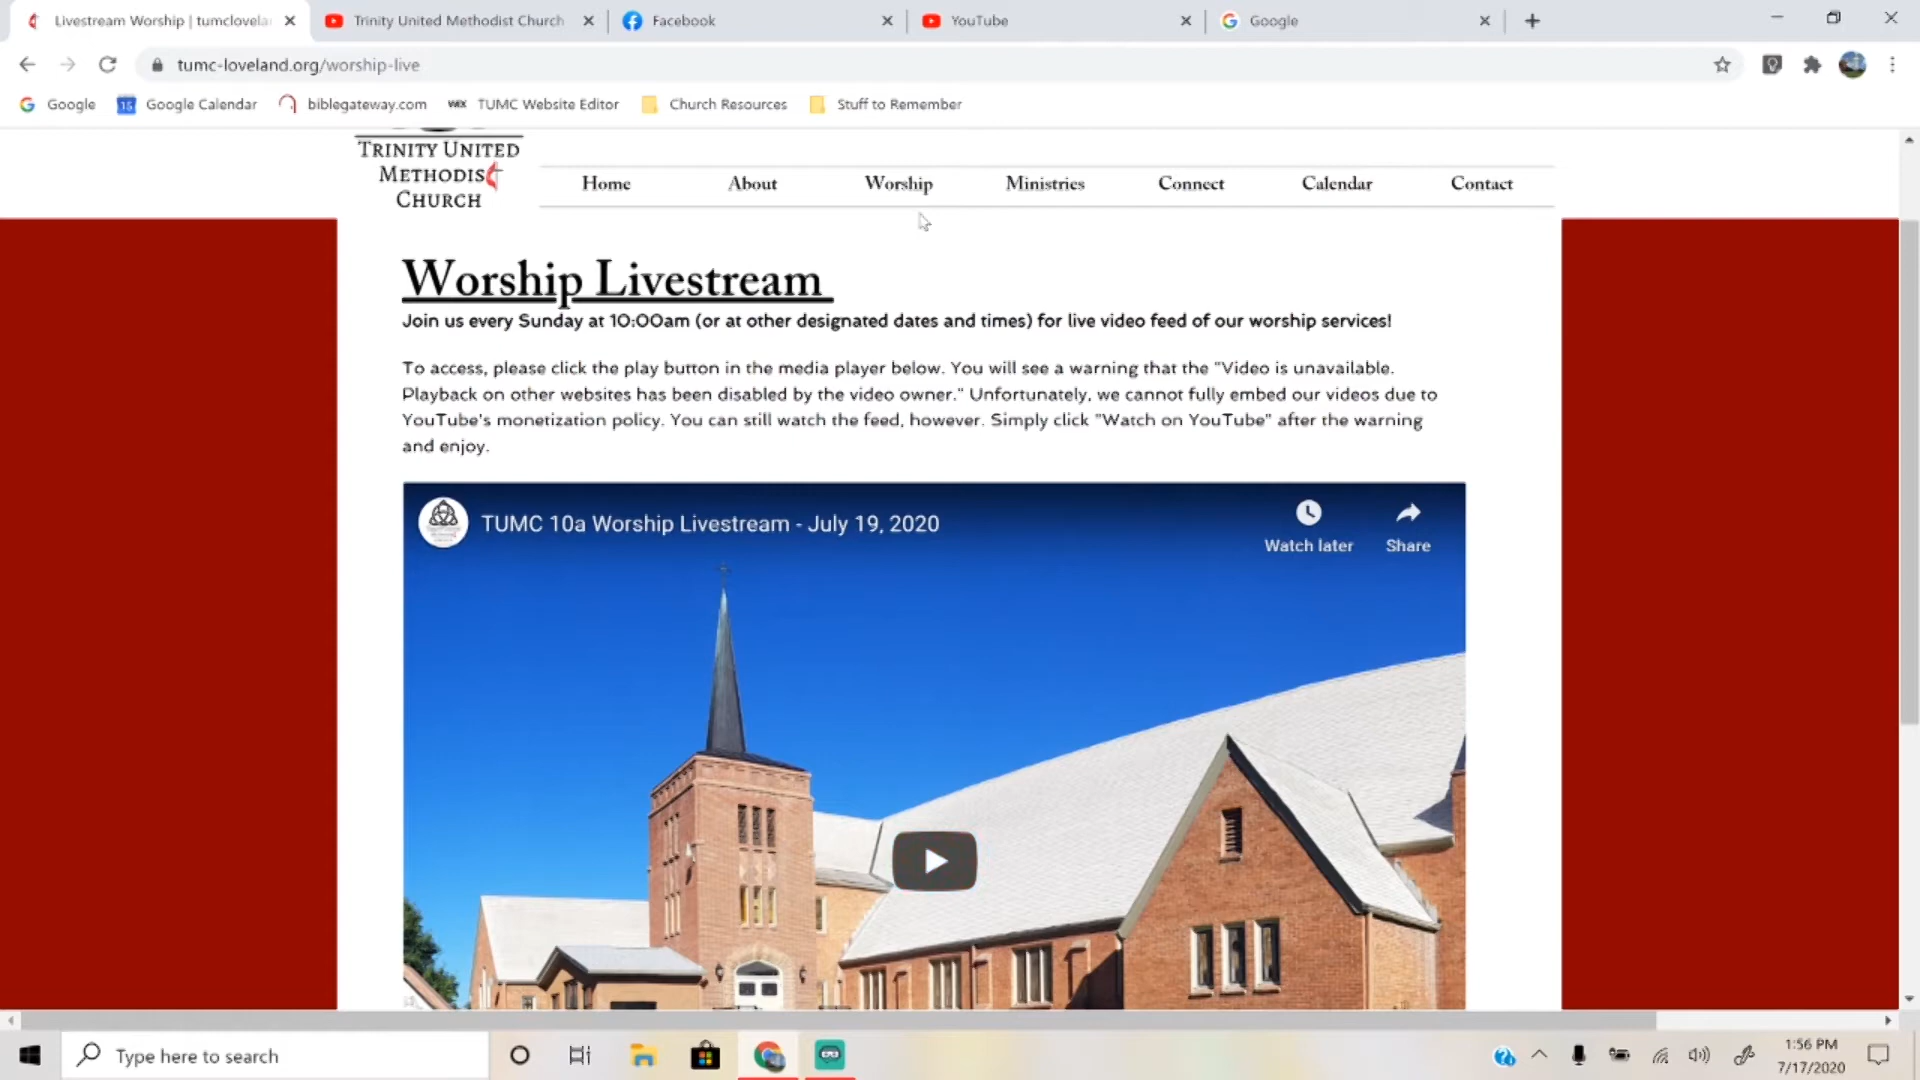 Livestream Worship | tumclovela
Trinity United Methodist Church
Facebook
YouTube
Google
tumc-loveland.org/worship-live
Google
15
Google Calendar
biblegateway.com
WiX
TUMC Website Editor
Church Resources
Stuff to Remember
TRINITY UNITED
METHODIST
CHURCH
Home
About
Worship
Ministries
Connect
Calendar
Contact
Worship Livestream
Join us every Sunday at 10:00am (or at other designated dates and times) for live video feed of our worship services!
To access, please click the play button in the media player below. You will see a warning that the "Video is unavailable.
Playback on other websites has been disabled by the video owner." Unfortunately, we cannot fully embed our videos due to
YouTube's monetization policy. You can still watch the feed, however. Simply click "Watch on YouTube" after the warning
and enjoy.
TUMC 10a Worship Livestream - July 19, 2020
Watch later
Share
Type here to search
1:56 PM
7/17/2020